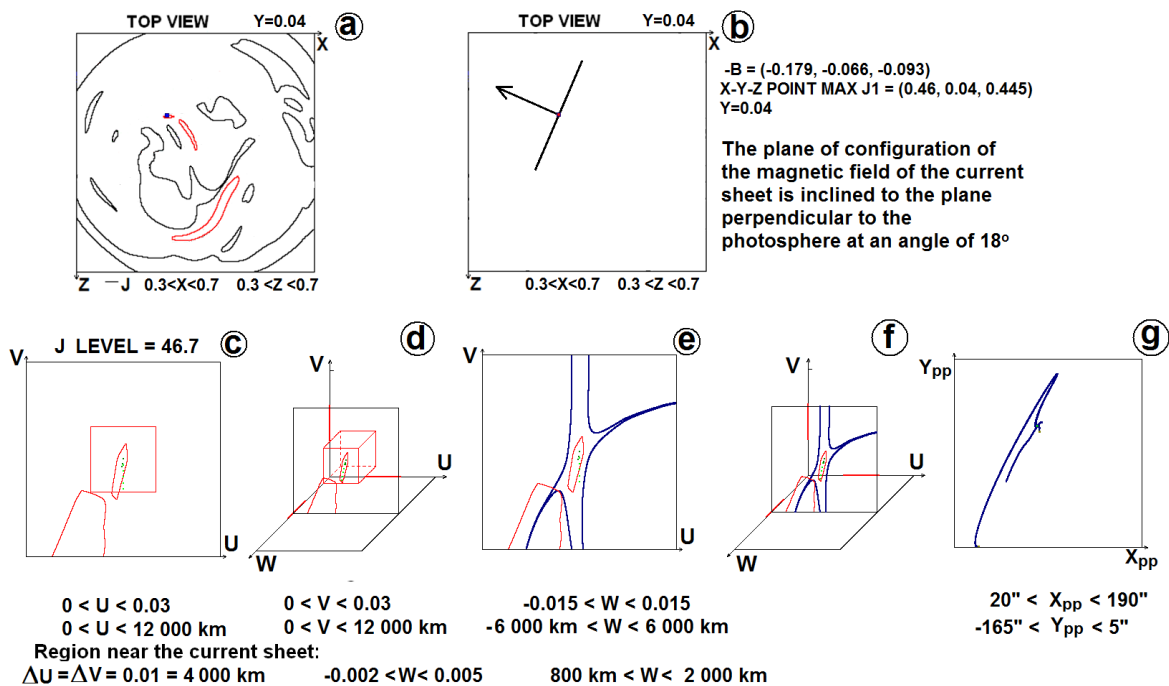 TOP VIEW Y=0.04 a
X
Z —J 0.3<X<0.7 0.3<Z<0.7
TOP VIEW Y=0.04 b
X
Z 0.3<X<0.7 0.3 <Z <0.7
-B = (-0.179, -0.066, -0.093)
X-Y-Z POINT MAX J1 = (0.46, 0.04, 0.445)
Y=0.04
The plane of configuration of
the magnetic field of the current
sheet is inclined to the plane
perpendicular to the
photosphere at an angle of 18º
J LEVEL = 46.7 c
V
U
d
V
U
W
e
V
U
f
V
U
W
g
Ypp
Xpp
0 < U < 0.03 0 < V < 0.03 -0.015 < W < 0.015
0 < U < 12 000 km 0 < V < 12 000 km -6 000 km < W < 6 000 km
20" < Xpp < 190"
-165" < Ypp < 5"
Region near the current sheet:
ΔU = ΔV = 0.01 = 4 000 km -0.002 <W< 0.005 800 km < W < 2 000 km